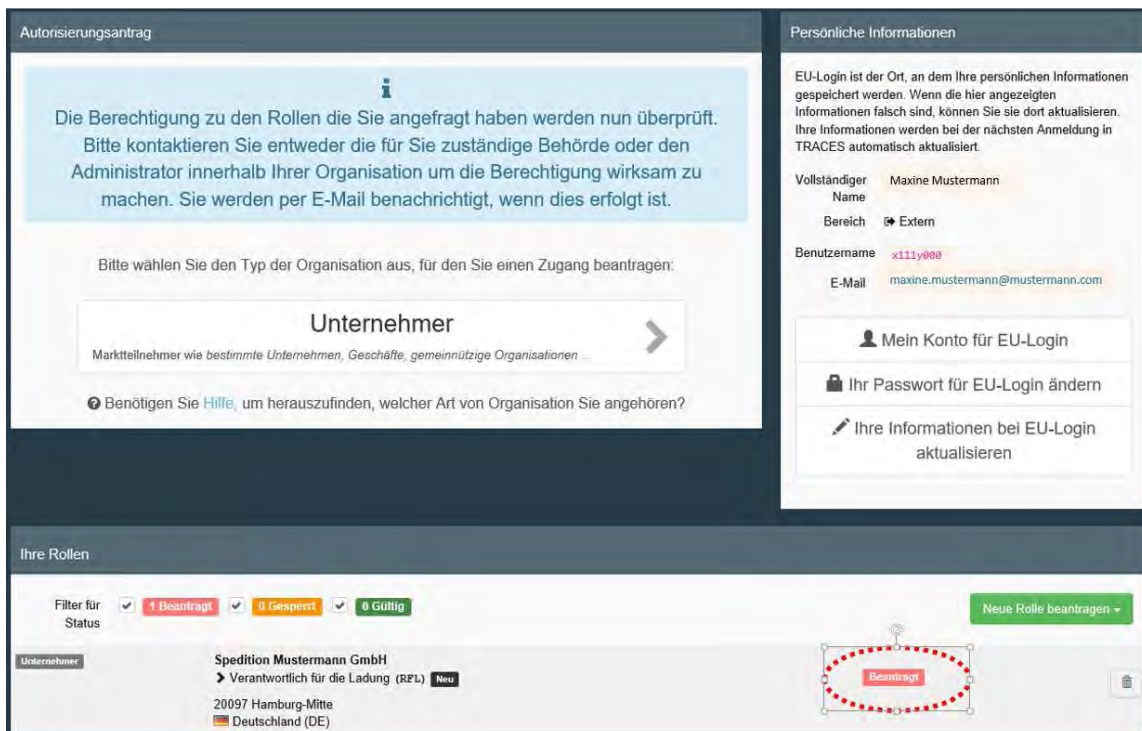 Autorisierungsantrag
Die Berechtigung zu den Rollen die Sie angefragt haben werden nun überprüft.
Bitte kontaktieren Sie entweder die für Sie zuständige Behörde oder den
Administrator innerhalb Ihrer Organisation um die Berechtigung wirksam zu
machen. Sie werden per E-Mail benachrichtigt, wenn dies erfolgt ist.
Bitte wählen Sie den Typ der Organisation aus, für den Sie einen Zugang beantragen:
Unternehmer
Marktteilnehmer wie bestimmte Unternehmen, Geschäfte, gemeinnützige Organisationen ...
Benötigen Sie Hilfe, um herauszufinden, welcher Art von Organisation Sie angehören?
Persönliche Informationen
EU-Login ist der Ort, an dem Ihre persönlichen Informationen
gespeichert werden. Wenn die hier angezeigten
Informationen falsch sind, können Sie sie dort aktualisieren.
Ihre Informationen werden bei der nächsten Anmeldung in
TRACES automatisch aktualisiert.
Vollständiger Maxine Mustermann
Name
Bereich Extern
Benutzername x111y000
E-Mail maxine.mustermann@mustermann.com
Mein Konto für EU-Login
Ihr Passwort für EU-Login ändern
Ihre Informationen bei EU-Login
aktualisieren
Ihre Rollen
Filter für 1 Beantragt 0 Gesperrt 0 Gültig Neue Rolle beantragen
Status
Unternehmer Spedition Mustermann GmbH
Verantwortlich für die Ladung (RFL) Neu Beantragt
20097 Hamburg-Mitte
Deutschland (DE)